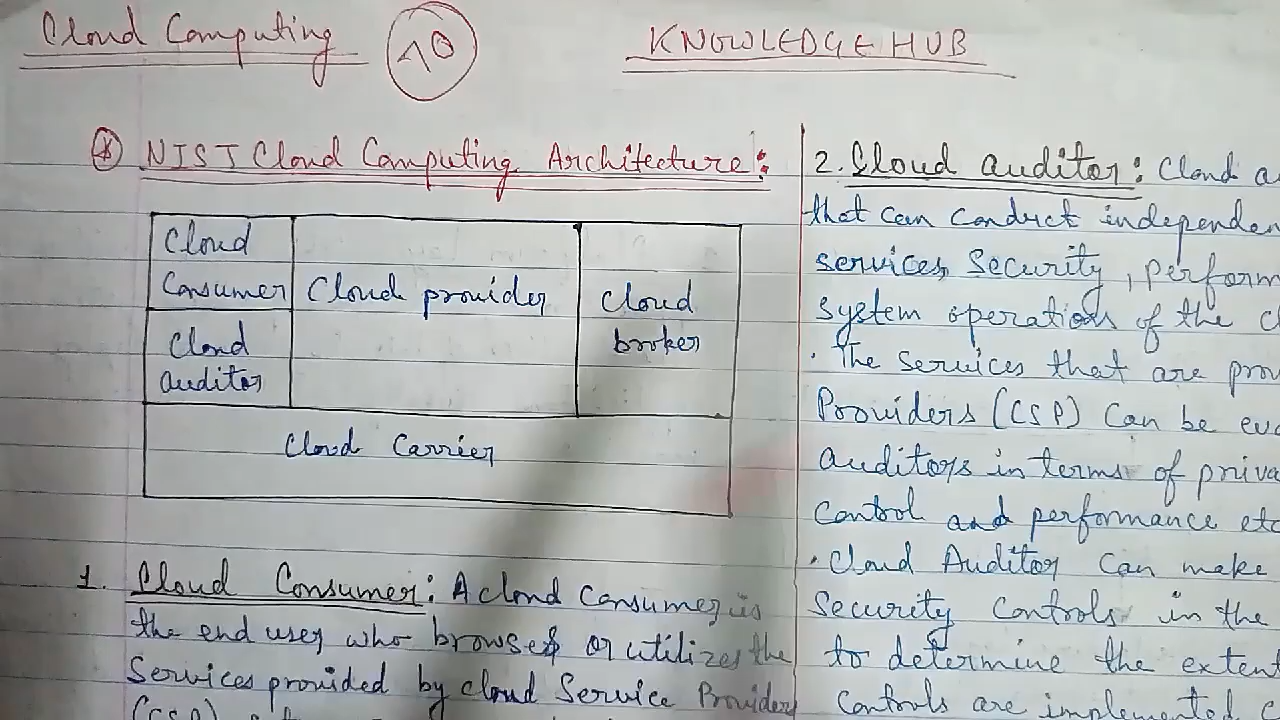 Cloud Computing
10
KNOWLEDGE HUB
NIST Cloud Computing Architecture:
Cloud
Consumer
Cloud provider
Cloud
broker
Cloud
auditor
Cloud Carrier
1. Cloud Consumer: A cloud Consumer is
the end user who browses or utilizes the
Services provided by cloud Service Provider
(CSP)
2. Cloud auditor: Cloud a
that can conduct independen
services, Security, perform
system operations of the c
. The services that are prov
Providers (CSP) Can be eva
auditors in terms of priva
control and performance etc
. Cloud Auditor Can make
Security Controls in the
to determine the extent
controls are implemented c